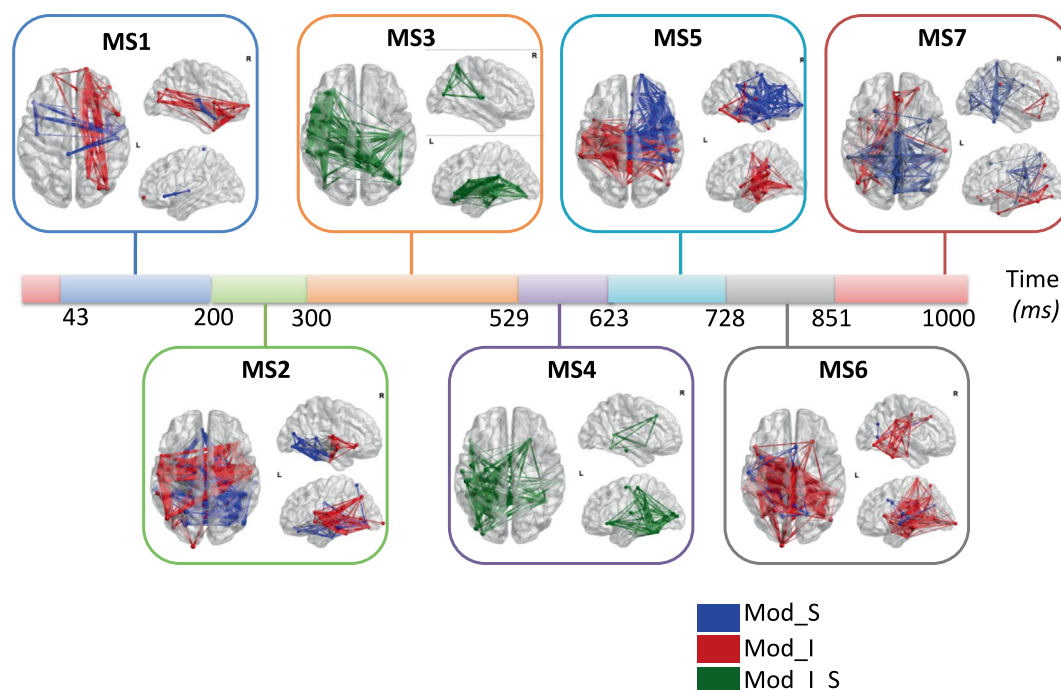 MS1
R
L
MS3
R
L
MS5
R
L
MS7
R
L
Time
(ms)
43
200
300
529
623
728
851
1000
MS2
R
L
MS4
R
L
MS6
R
L
Mod_S
Mod_I
Mod_I_S